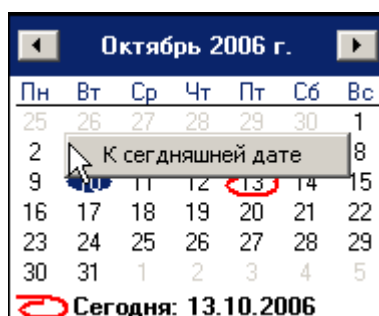 Октябрь 2006 г.
Пн Вт Ср Чт Пт Сб Вс
25 26 27 28 29 30 1
2 К сегдняшней дате 8
9 10 11 12 13 14 15
16 17 18 19 20 21 22
23 24 25 26 27 28 29
30 31 1 2 3 4 5
Сегодня: 13.10.2006